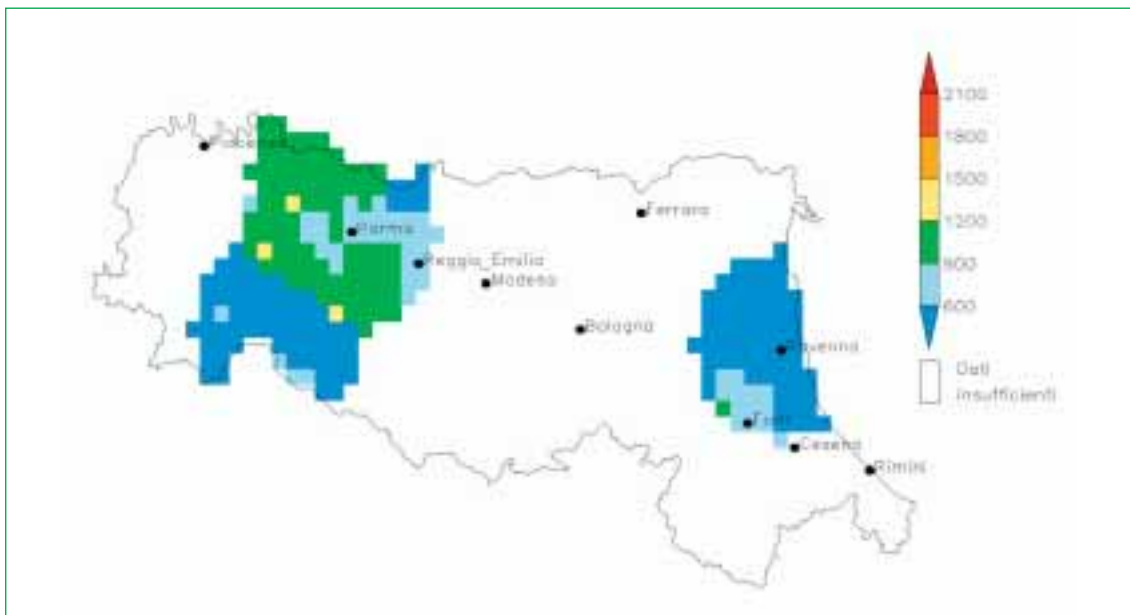 2100
1800
1500
1200
900
600
Dati
insufficienti
Piacenza
Parma
Reggio_Emilia
Modena
Ferrara
Bologna
Ravenna
Forlì
Cesena
Rimini